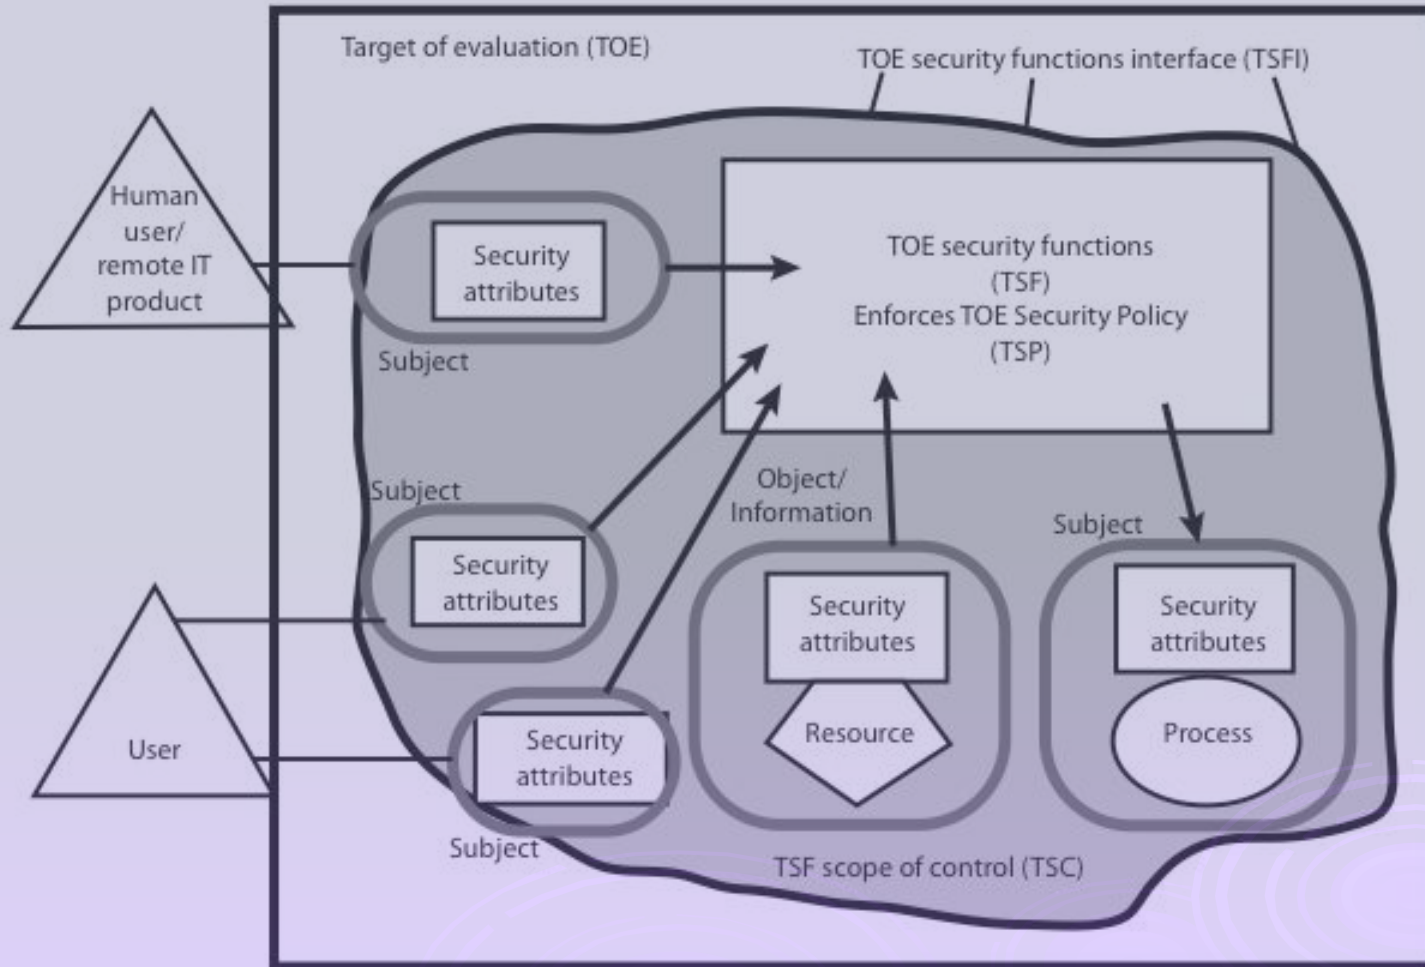 Target of evaluation (TOE)
TOE security functions interface (TSFI)
Human
user/
remote IT
product
Security
attributes
Subject
TOE security functions
(TSF)
Enforces TOE Security Policy
(TSP)
Subject
Security
attributes
Object/
Information
Subject
Security
attributes
Resource
Security
attributes
Process
User
Security
attributes
Subject
TSF scope of control (TSC)